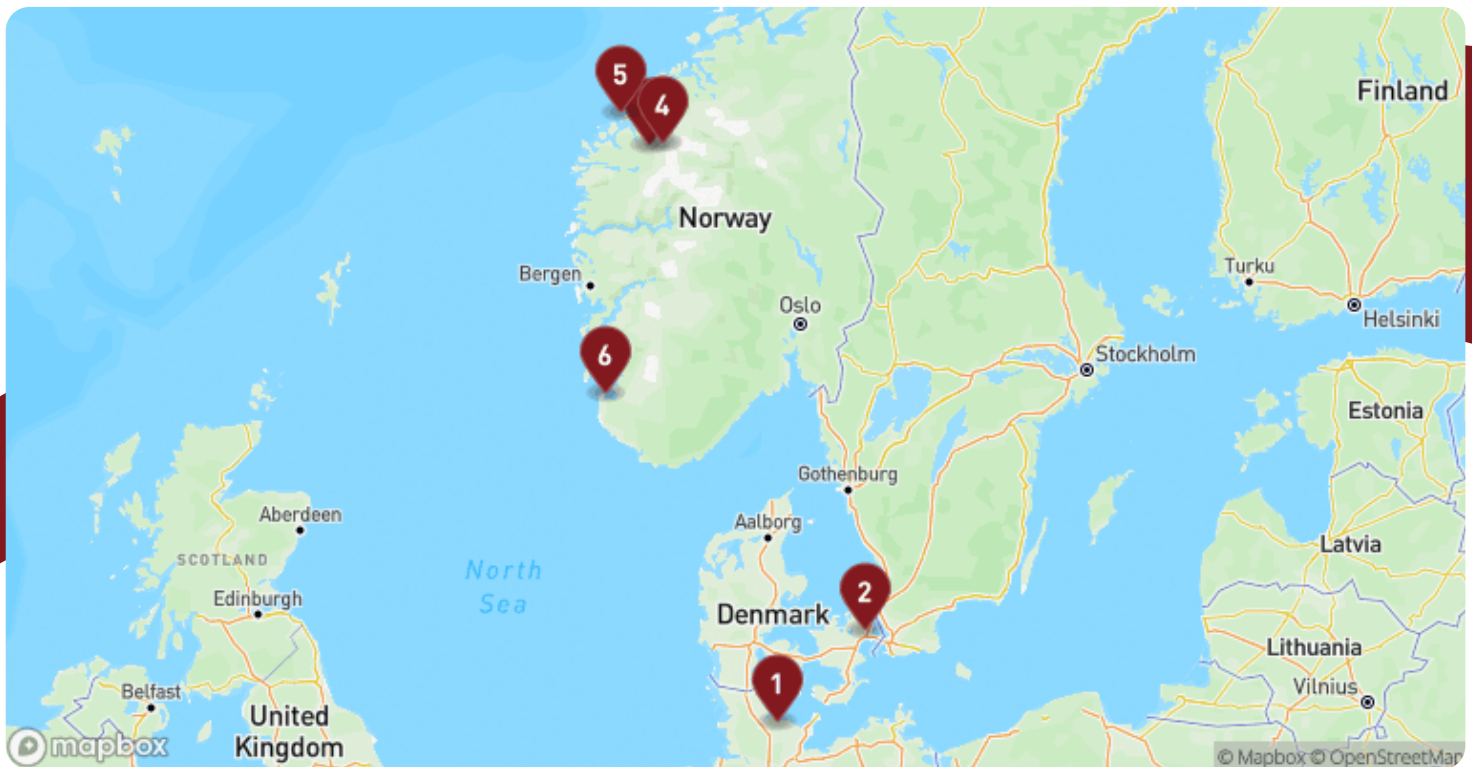 5
4
Finland
Norway
Bergen
Turku
Oslo
Helsinki
6
Stockholm
Estonia
Gothenburg
Aberdeen
Aalborg
Latvia
SCOTLAND
North
Sea
2
Edinburgh
Denmark
Lithuania
1
Belfast
Vilnius
United
Kingdom
mapbox
© Mapbox © OpenStreetMap